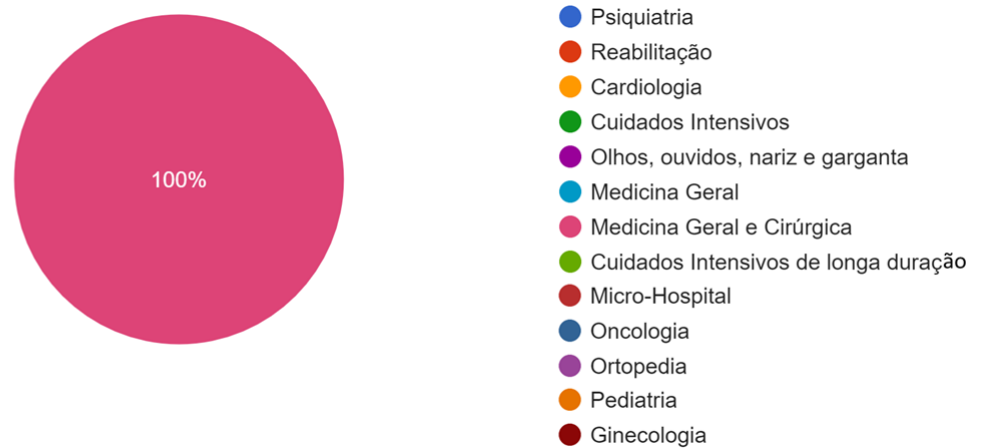 100%
Psiquiatria
Reabilitação
Cardiologia
Cuidados Intensivos
Olhos, ouvidos, nariz e garganta
Medicina Geral
Medicina Geral e Cirúrgica
Cuidados Intensivos de longa duração
Micro-Hospital
Oncologia
Ortopedia
Pediatria
Ginecologia